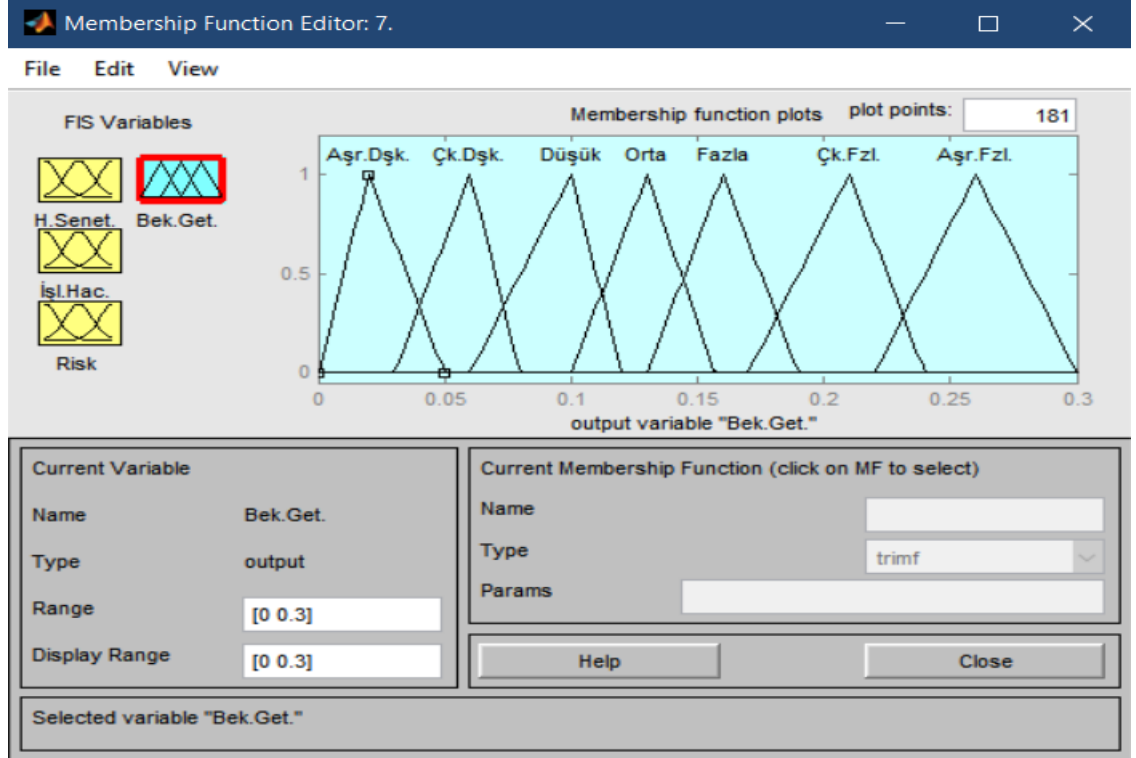 Membership Function Editor: 7.
File Edit View
FIS Variables
H.Senet.
Bek.Get.
İşl.Hac.
Risk
Membership function plots
plot points:
181
Aşr.Dşk. Çk.Dşk. Düşük Orta Fazla Çk.Fzl. Aşr.Fzl.
1
0.5
0
0 0.05 0.1 0.15 0.2 0.25 0.3
output variable "Bek.Get."
Current Variable
Name Bek.Get.
Type output
Range [0 0.3]
Display Range [0 0.3]
Current Membership Function (click on MF to select)
Name
Type trimf
Params
Help
Close
Selected variable "Bek.Get."